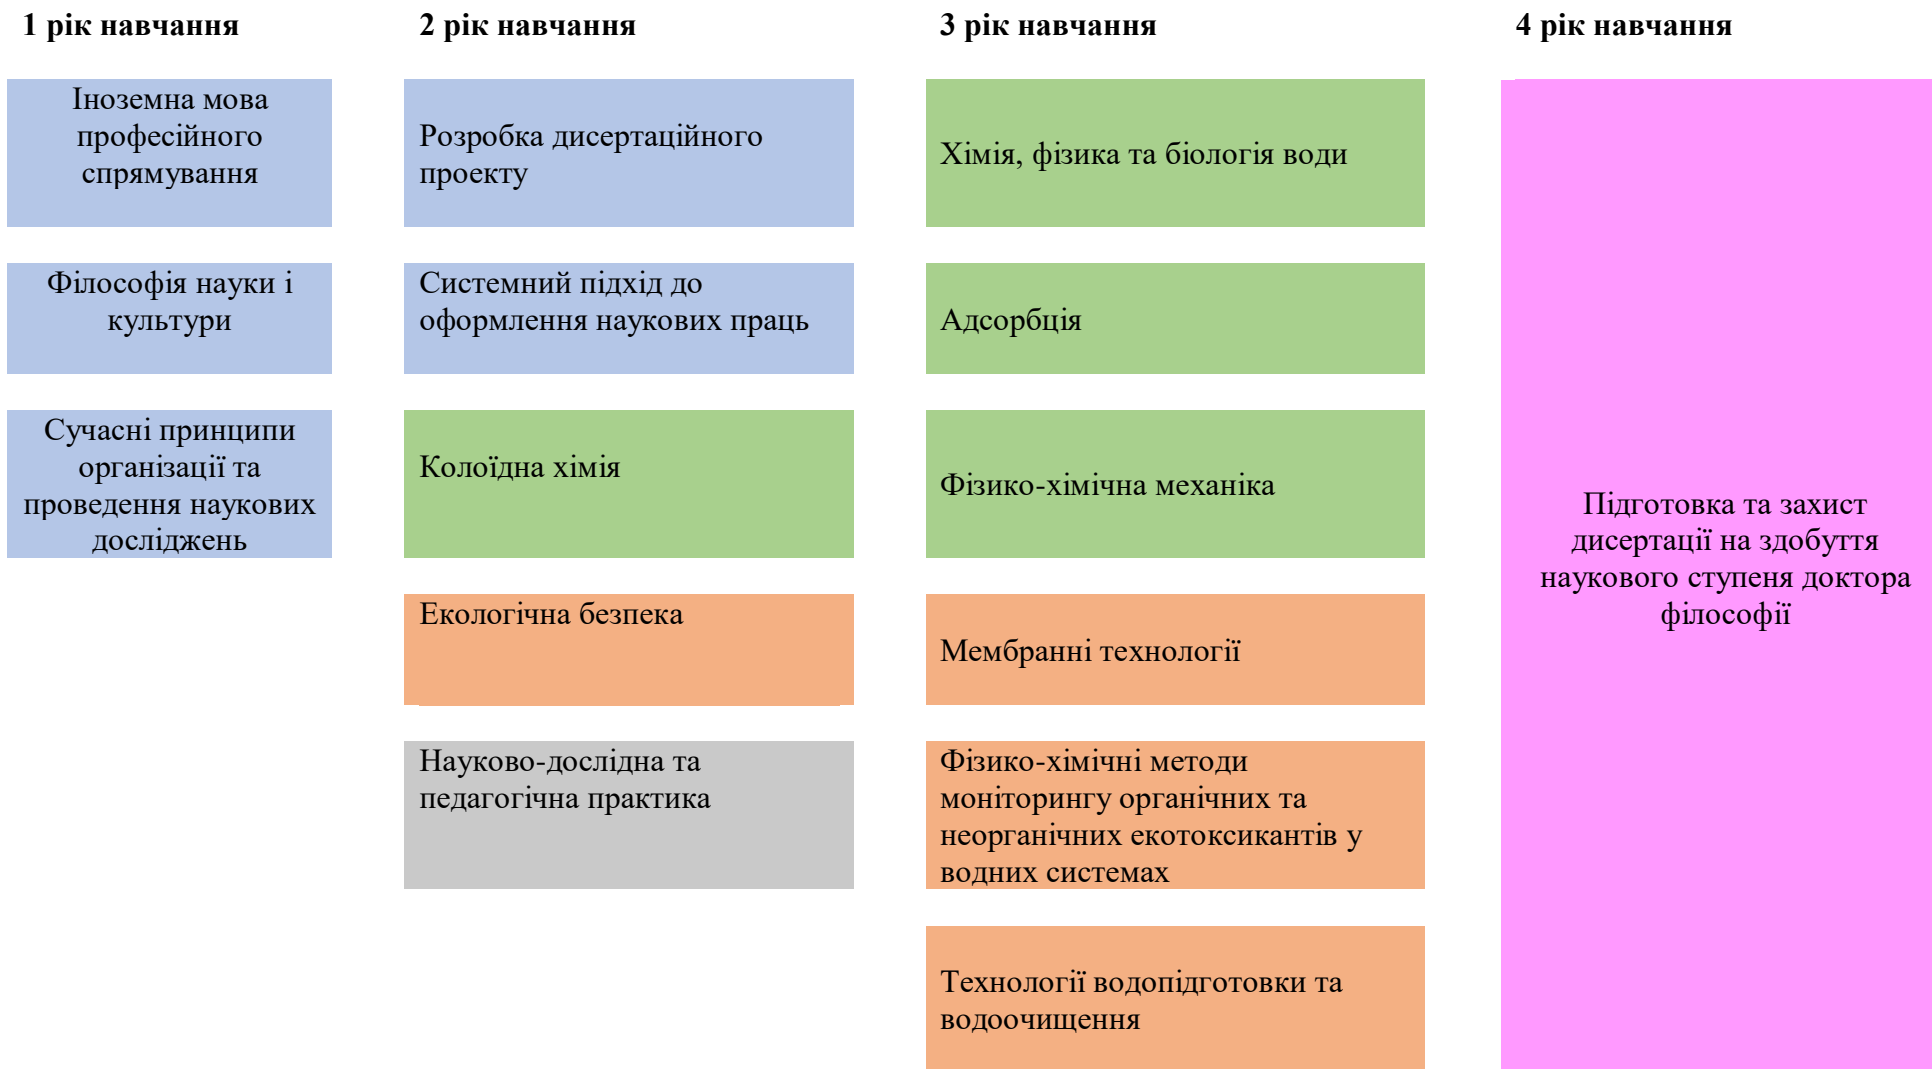 1 рік навчання
2 рік навчання
3 рік навчання
4 рік навчання
Іноземна мова
професійного
спрямування
Розробка дисертаційного
проекту
Хімія, фізика та біологія води
Філософія науки і
культури
Системний підхід до
оформлення наукових праць
Адсорбція
Сучасні принципи
організації та
проведення наукових
досліджень
Колоїдна хімія
Фізико-хімічна механіка
Підготовка та захист
дисертації на здобуття
наукового ступеня доктора
філософії
Екологічна безпека
Мембранні технології
Науково-дослідна та
педагогічна практика
Фізико-хімічні методи
моніторингу органічних та
неорганічних екотоксикантів у
водних системах
Технології водопідготовки та
водоочищення